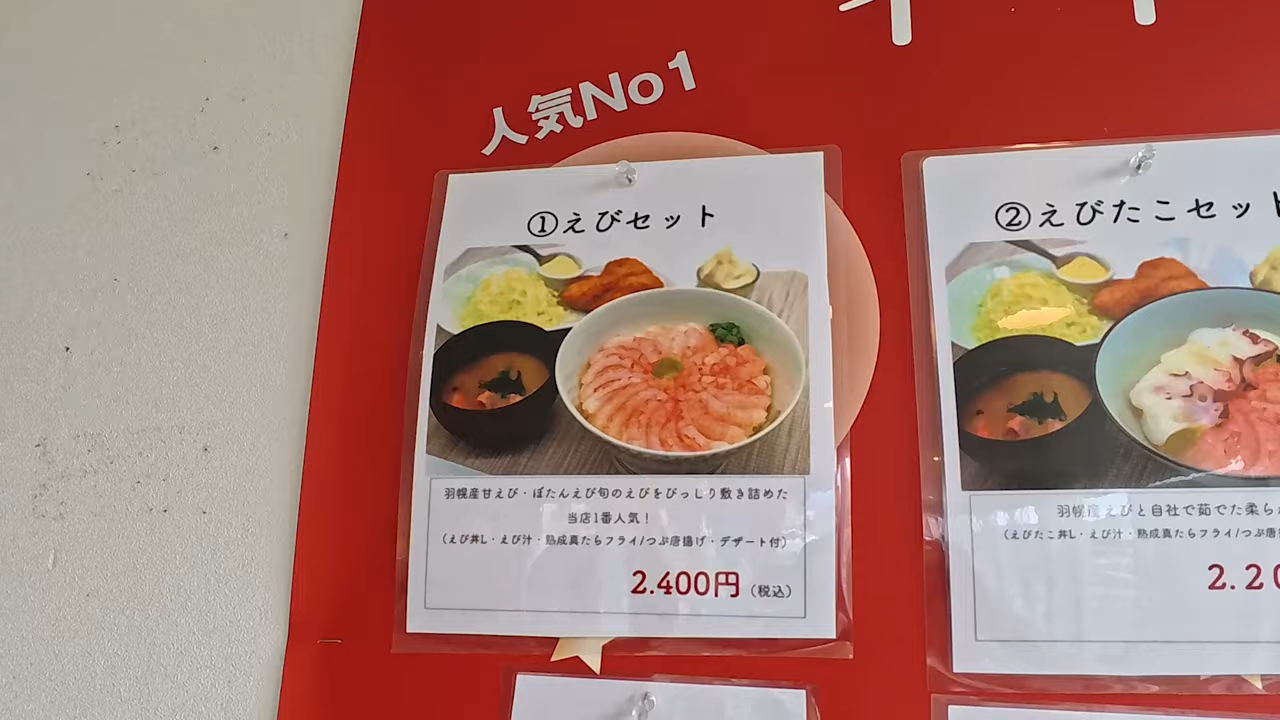 人気No1
①えびセット
羽幌産甘えび・ぼたんえび旬のえびをびっしり敷き詰めた
当店1番人気！
（えび丼L・えび汁・熟成真たらフライ/つぶ唐揚げ・デザート付）
2.400円（税込）
②えびたこセット
羽幌産えびと自社で茹でた柔ら
（えびたこ丼L・えび汁・熟成真たらフライ/つぶ唐
2.20